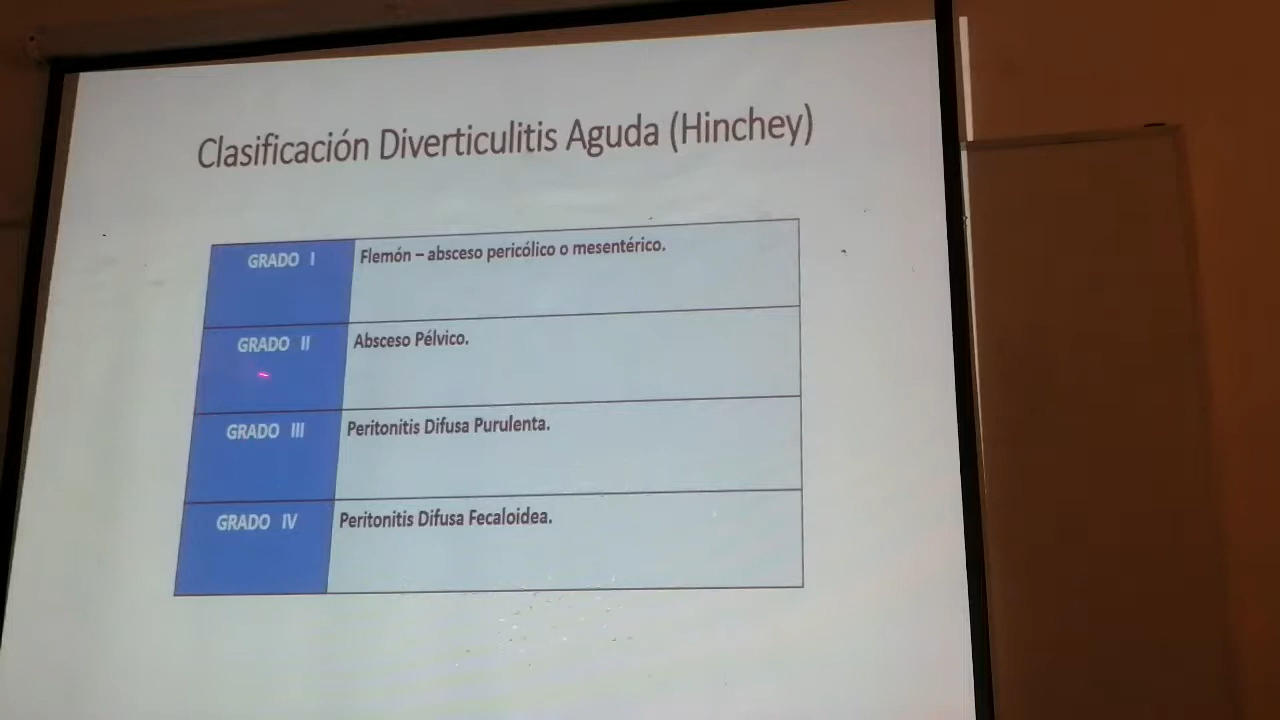 Clasificación Diverticulitis Aguda (Hinchey)
GRADO I
Flemón – absceso pericólico o mesentérico.
GRADO II
Absceso Pélvico.
GRADO III
Peritonitis Difusa Purulenta.
GRADO IV
Peritonitis Difusa Fecaloidea.